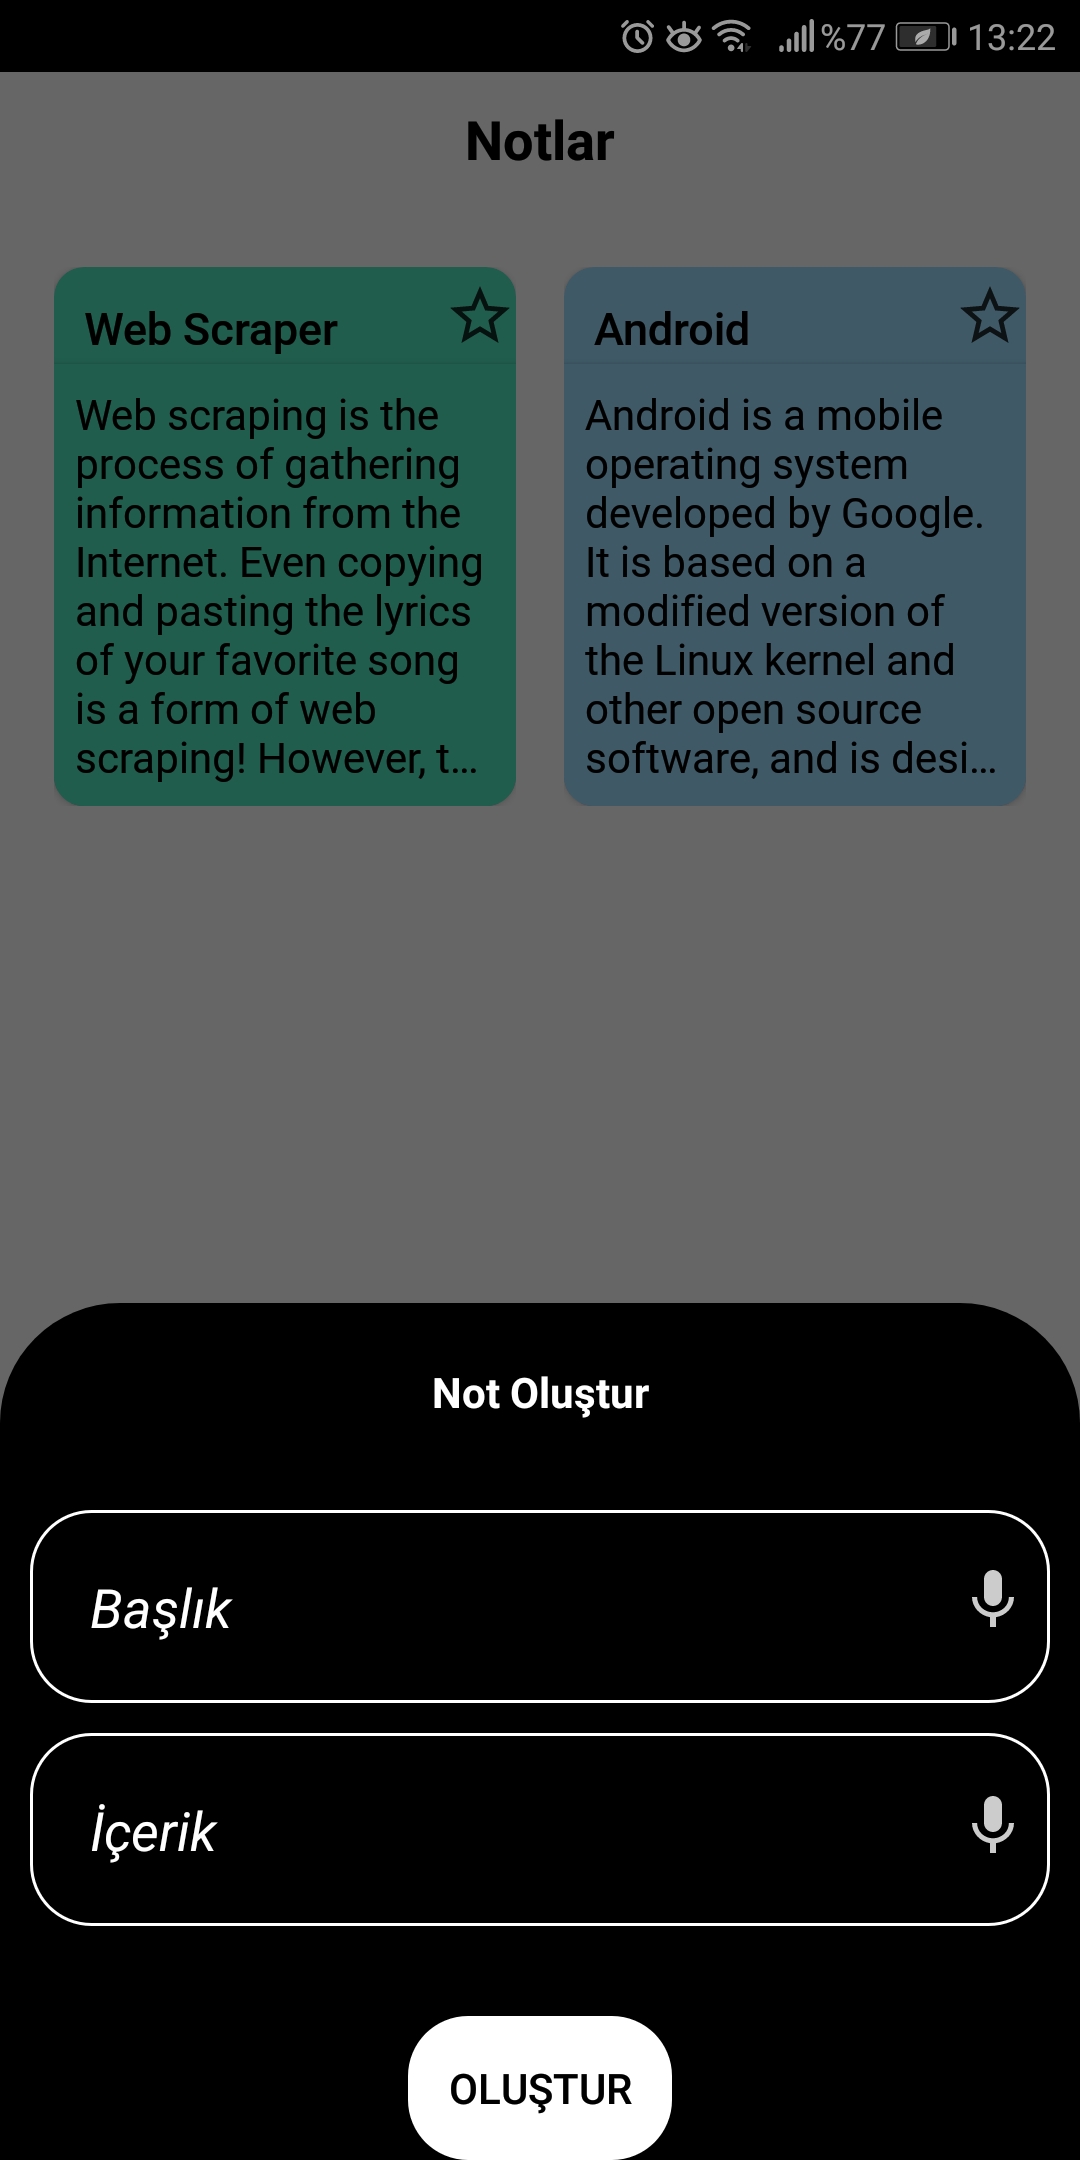 %77 13:22
Notlar
Web Scraper
Web scraping is the
process of gathering
information from the
Internet. Even copying
and pasting the lyrics
of your favorite song
is a form of web
scraping! However, t...
Android
Android is a mobile
operating system
developed by Google.
It is based on a
modified version of
the Linux kernel and
other open source
software, and is desi...
Not Oluştur
Başlık
İçerik
OLUŞTUR